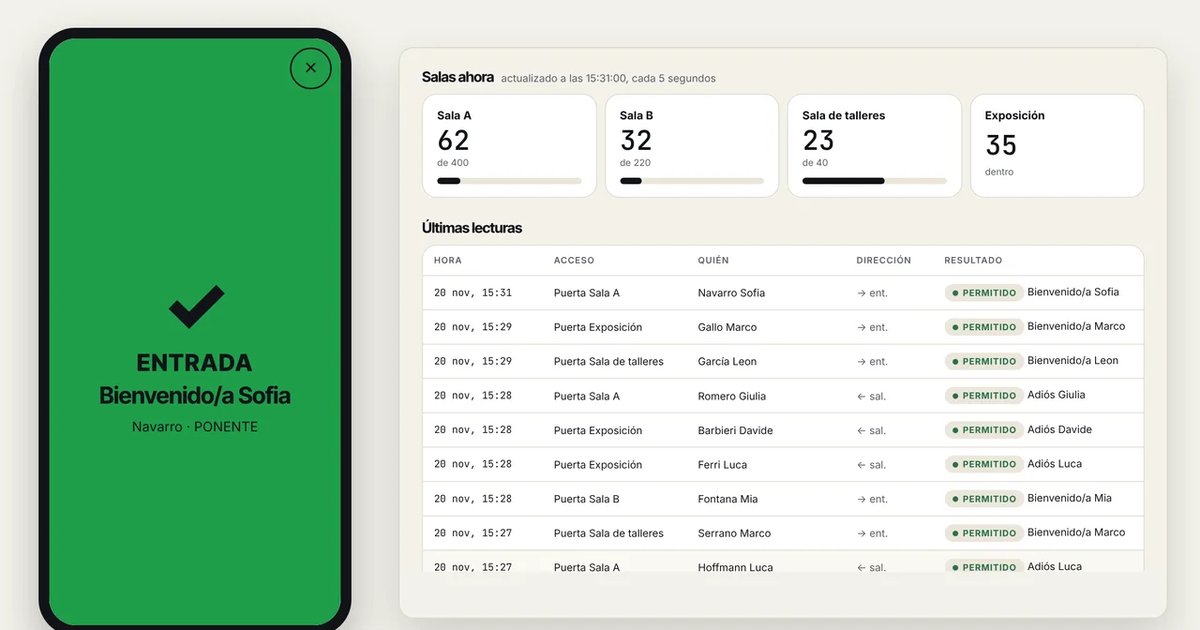 ×
ENTRADA
Bienvenido/a Sofia
Navarro · PONENTE
Salas ahora actualizado a las 15:31:00, cada 5 segundos
Sala A
62
de 400
Sala B
32
de 220
Sala de talleres
23
de 40
Exposición
35
dentro
Últimas lecturas
HORA ACCESO QUIÉN DIRECCIÓN RESULTADO
20 nov, 15:31 Puerta Sala A Navarro Sofia → ent. PERMITIDO Bienvenido/a Sofia
20 nov, 15:29 Puerta Exposición Gallo Marco → ent. PERMITIDO Bienvenido/a Marco
20 nov, 15:29 Puerta Sala de talleres García Leon → ent. PERMITIDO Bienvenido/a Leon
20 nov, 15:28 Puerta Sala A Romero Giulia ← sal. PERMITIDO Adiós Giulia
20 nov, 15:28 Puerta Exposición Barbieri Davide ← sal. PERMITIDO Adiós Davide
20 nov, 15:28 Puerta Exposición Ferri Luca ← sal. PERMITIDO Adiós Luca
20 nov, 15:28 Puerta Sala B Fontana Mia → ent. PERMITIDO Bienvenido/a Mia
20 nov, 15:27 Puerta Sala de talleres Serrano Marco → ent. PERMITIDO Bienvenido/a Marco
20 nov, 15:27 Puerta Sala A Hoffmann Luca ← sal. PERMITIDO Adiós Luca